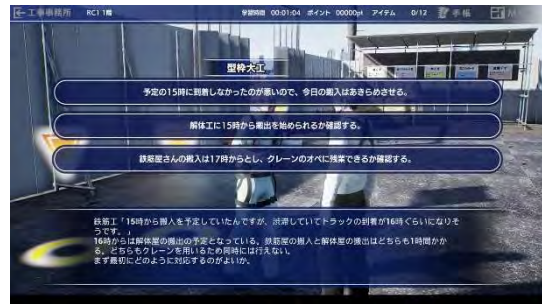 工事事務所 RC1 1階 学習時間 00:01:04 ポイント 00000pt アイテム 0/12 手帳 M
型枠大工
予定の15時に到着しなかったのが悪いので、今日の搬入はあきらめさせる。
解体工に15時から搬出を始められるか確認する。
鉄筋屋さんの搬入は17時からとし、クレーンのオペに残業できるか確認する。
鉄筋工「15時から搬入を予定していたんですが、渋滞していてトラックの到着が16時ぐらいになりそ
うです。」
16時からは解体屋の搬出の予定となっている、鉄筋屋の搬入と解体屋の搬出はどちらも1時間かか
る。どちらもクレーンを用いるため同時には行えない。
まず最初にどのように対応するのがよいか。